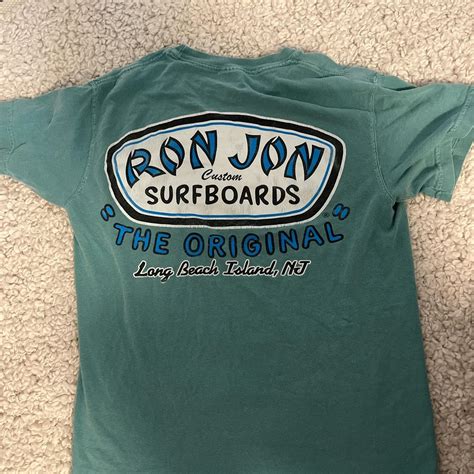 RON JON
Custom
SURFBOARDS
®
"THE ORIGINAL"
Long Beach Island, NJ